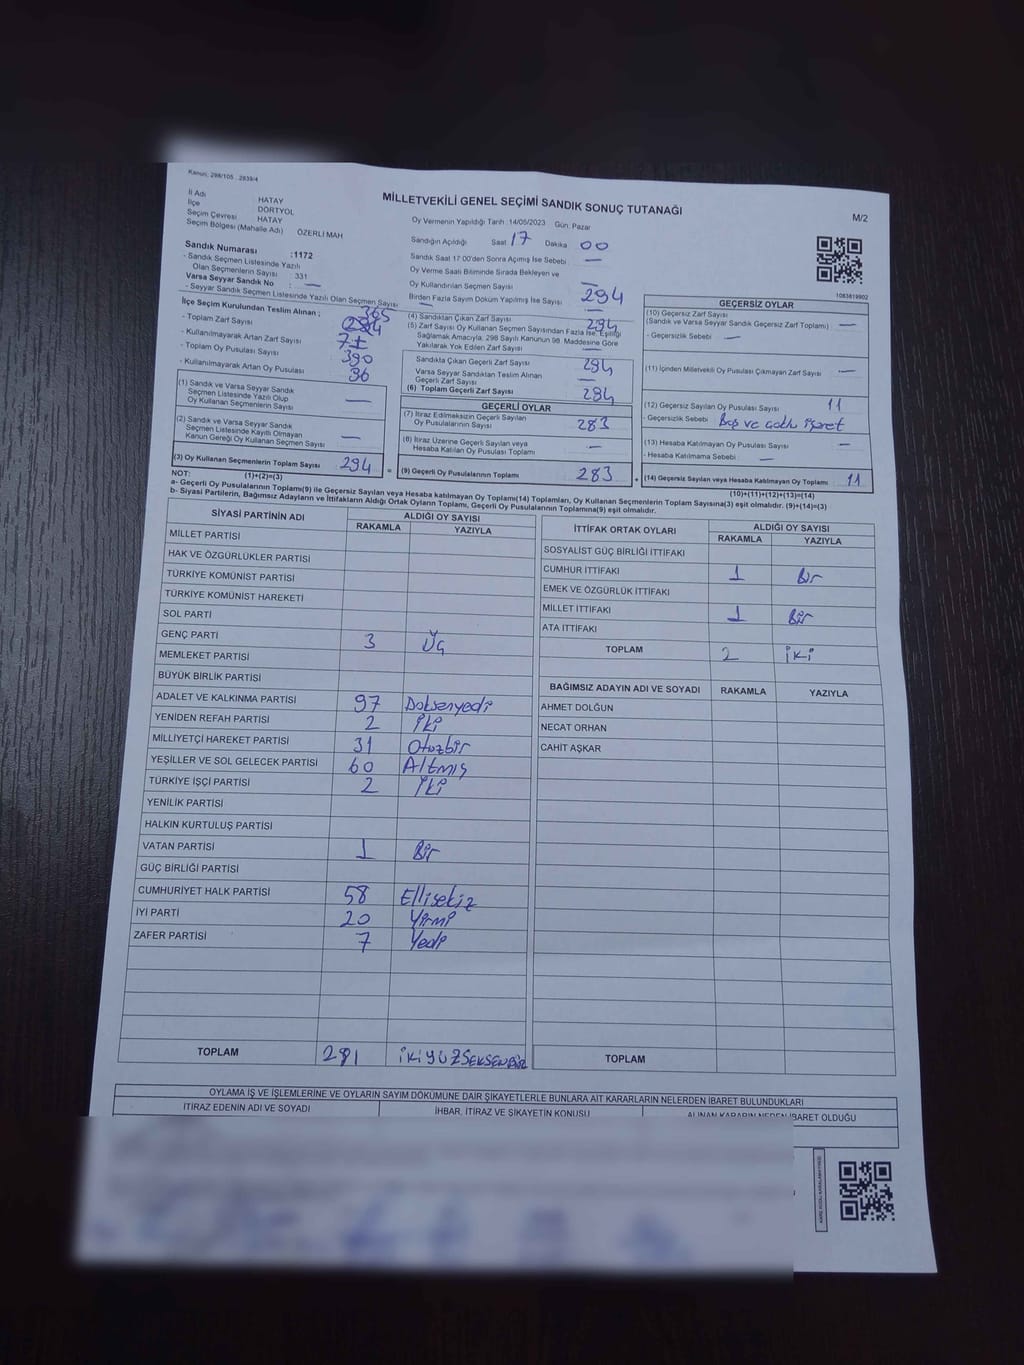 Kanun: 298/105 . 2839/4
İl Adı HATAY
İlçe DÖRTYOL
Seçim Çevresi HATAY
Seçim Bölgesi (Mahalle Adı) ÖZERLİ MAH
MİLLETVEKİLİ GENEL SEÇİMİ SANDIK SONUÇ TUTANAĞI
M/2
Oy Vermenin Yapıldığı Tarih :14/05/2023 Gün: Pazar
Sandığın Açıldığı Saat 17 Dakika 00
Sandık Saat 17.00'den Sonra Açımış İse Sebebi : —
Oy Verme Saati Bitiminde Sırada Bekleyen ve
Oy Kullandırılan Seçmen Sayısı —
Birden Fazla Sayım Döküm Yapılmış İse Sayısı 294
1083619902
Sandık Numarası :1172
- Sandık Seçmen Listesinde Yazılı
Olan Seçmenlerin Sayısı : 331
Varsa Seyyar Sandık No : —
- Seyyar Sandık Seçmen Listesinde Yazılı Olan Seçmen Sayısı
İlçe Seçim Kurulundan Teslim Alınan ; 365
- Toplam Zarf Sayısı
- Kullanılmayarak Artan Zarf Sayısı 71
- Toplam Oy Pusulası Sayısı 390
- Kullanılmayarak Artan Oy Pusulası 96
(1) Sandık ve Varsa Seyyar Sandık
Seçmen Listesinde Yazılı Olup
Oy Kullanan Seçmenlerin Sayısı —
(2) Sandık ve Varsa Seyyar Sandık
Seçmen Listesinde Kayıtlı Olmayan
Kanun Gereği Oy Kullanan Seçmen Sayısı —
(3) Oy Kullanan Seçmenlerin Toplam Sayısı 294
(1)+(2)=(3)
(4) Sandıktan Çıkan Zarf Sayısı 294
(5) Zarf Sayısı Oy Kullanan Seçmen Sayısından Fazla İse, Eşitliği
Sağlamak Amacıyla, 298 Sayılı Kanunun 98. Maddesine Göre
Yakılarak Yok Edilen Zarf Sayısı —
Sandıkta Çıkan Geçerli Zarf Sayısı 294
Varsa Seyyar Sandıktan Teslim Alınan
Geçerli Zarf Sayısı —
(6) Toplam Geçerli Zarf Sayısı 294
GEÇERLİ OYLAR
(7) İtiraz Edilmeksizin Geçerli Sayılan
Oy Pusulalarının Sayısı 283
(8) İtiraz Üzerine Geçerli Sayılan veya
Hesaba Katılan Oy Pusulası Toplamı —
= (9) Geçerli Oy Pusulalarının Toplamı 283
GEÇERSİZ OYLAR
(10) Geçersiz Zarf Sayısı
(Sandık ve Varsa Seyyar Sandık Geçersiz Zarf Toplamı) —
- Geçersizlik Sebebi : —
(11) İçinden Milletvekili Oy Pusulası Çıkmayan Zarf Sayısı —
(12) Geçersiz Sayılan Oy Pusulası Sayısı 11
- Geçersizlik Sebebi : Boş ve çoklu işaret
(13) Hesaba Katılmayan Oy Pusulası Sayısı —
- Hesaba Katılmama Sebebi : —
+ (14) Geçersiz Sayılan veya Hesaba Katılmayan Oy Toplamı 11
(10)+(11)+(12)+(13)=(14)
NOT:
a- Geçerli Oy Pusulalarının Toplamı(9) ile Geçersiz Sayılan veya Hesaba katılmayan Oy Toplamı(14) Toplamları, Oy Kullanan Seçmenlerin Toplam Sayısına(3) eşit olmalıdır. (9)+(14)=(3)
b- Siyasi Partilerin, Bağımsız Adayların ve İttifakların Aldığı Ortak Oyların Toplamı, Geçerli Oy Pusulalarının Toplamına(9) eşit olmalıdır.
SİYASİ PARTİNİN ADI ALDIĞI OY SAYISI
RAKAMLA YAZIYLA
MİLLET PARTİSİ
HAK VE ÖZGÜRLÜKLER PARTİSİ
TÜRKİYE KOMÜNİST PARTİSİ
TÜRKİYE KOMÜNİST HAREKETİ
SOL PARTİ
GENÇ PARTİ 3 Üç
MEMLEKET PARTİSİ
BÜYÜK BİRLİK PARTİSİ
ADALET VE KALKINMA PARTİSİ 97 Doksanyedi
YENİDEN REFAH PARTİSİ 2 İki
MİLLİYETÇİ HAREKET PARTİSİ 31 Otuzbir
YEŞİLLER VE SOL GELECEK PARTİSİ 60 Altmış
TÜRKİYE İŞÇİ PARTİSİ 2 İki
YENİLİK PARTİSİ
HALKIN KURTULUŞ PARTİSİ
VATAN PARTİSİ 1 Bir
GÜÇ BİRLİĞİ PARTİSİ
CUMHURİYET HALK PARTİSİ 58 Ellisekiz
İYİ PARTİ 20 Yirmi
ZAFER PARTİSİ 7 Yedi
TOPLAM 281 İKİYÜZSEKSENBİR
İTTİFAK ORTAK OYLARI ALDIĞI OY SAYISI
RAKAMLA YAZIYLA
SOSYALİST GÜÇ BİRLİĞİ İTTİFAKI
CUMHUR İTTİFAKI 1 Bir
EMEK VE ÖZGÜRLÜK İTTİFAKI
MİLLET İTTİFAKI 1 Bir
ATA İTTİFAKI
TOPLAM 2 İki
BAĞIMSIZ ADAYIN ADI VE SOYADI RAKAMLA YAZIYLA
AHMET DOLĞUN
NECAT ORHAN
CAHİT AŞKAR
TOPLAM
OYLAMA İŞ VE İŞLEMLERİNE VE OYLARIN SAYIM DÖKÜMÜNE DAİR ŞİKAYETLERLE BUNLARA AİT KARARLARIN NELERDEN İBARET BULUNDUKLARI
İTİRAZ EDENİN ADI VE SOYADI İHBAR, İTİRAZ VE ŞİKAYETİN KONUSU ALINAN KARARIN NEDEN İBARET OLDUĞU